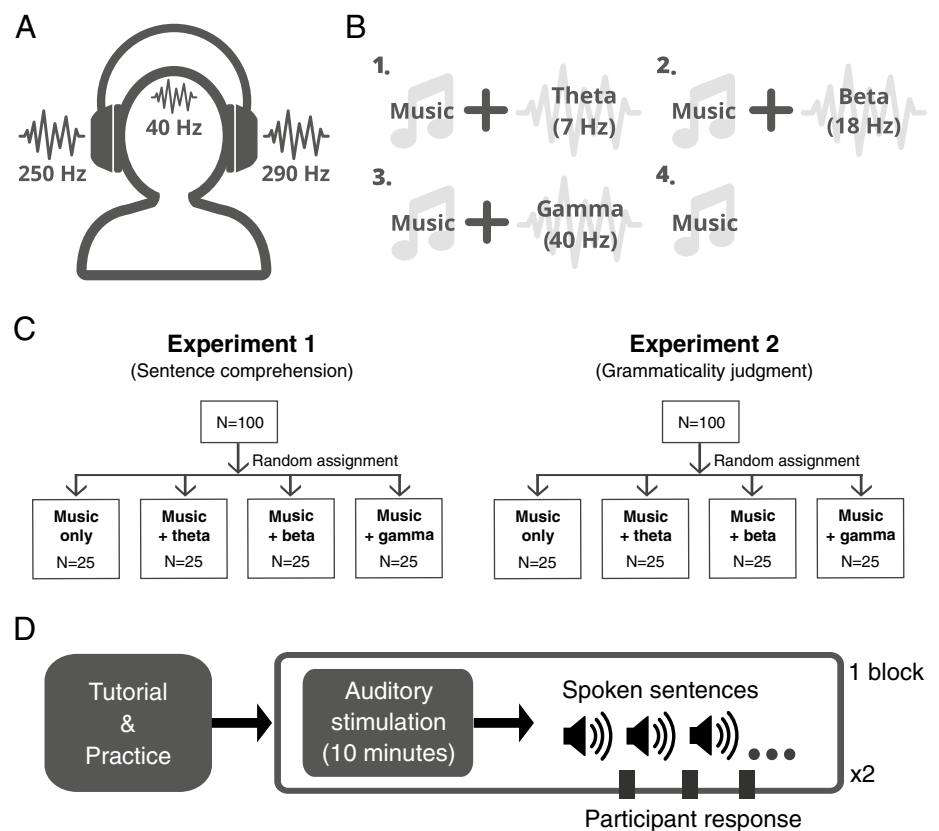 A
40 Hz
250 Hz
290 Hz
B
1.
Music
Theta
(7 Hz)
2.
Music
Beta
(18 Hz)
3.
Music
Gamma
(40 Hz)
4.
Music
C
Experiment 1
(Sentence comprehension)
N=100
Random assignment
Music
only
N=25
Music
+ theta
N=25
Music
+ beta
N=25
Music
+ gamma
N=25
Experiment 2
(Grammaticality judgment)
N=100
Random assignment
Music
only
N=25
Music
+ theta
N=25
Music
+ beta
N=25
Music
+ gamma
N=25
D
Tutorial
&
Practice
Auditory
stimulation
(10 minutes)
Spoken sentences
1 block
x2
Participant response